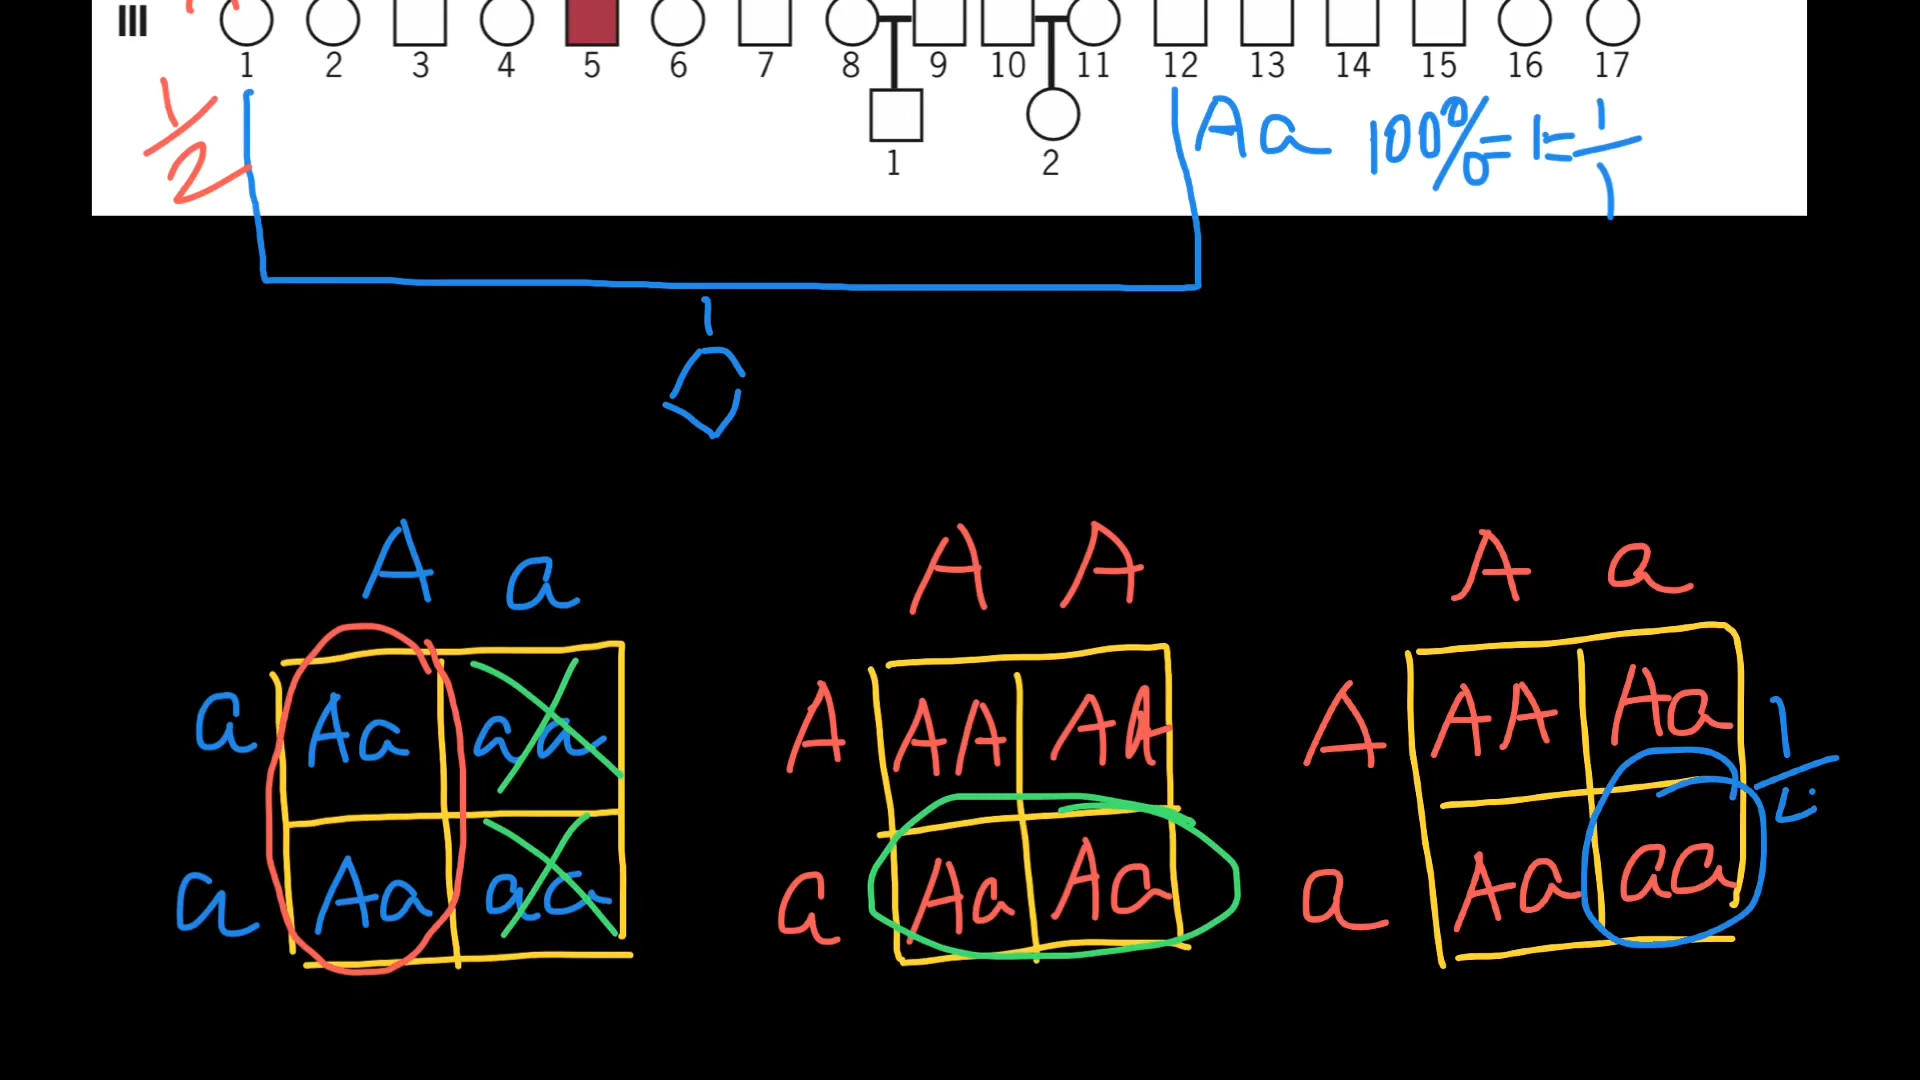 III
1 2 3 4 5 6 7 8 9 10 11 12 13 14 15 16 17
1/2
Aa 100% = 1 = 1/1
1 2
A a
a Aa aa
a Aa aa
A A
A AA AA
a Aa Aa
A a
A AA Aa
a Aa aa
1